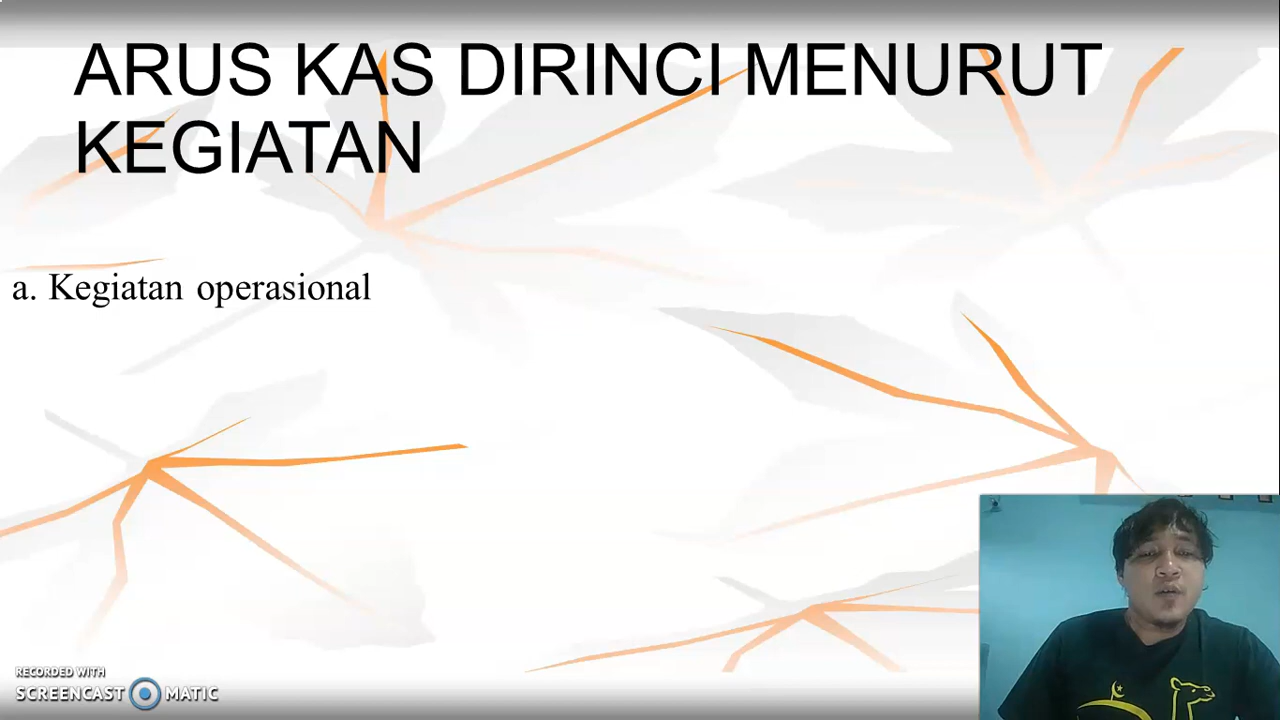 ARUS KAS DIRINCI MENURUT
KEGIATAN
a. Kegiatan operasional
RECORDED WITH
SCREENCAST MATIC